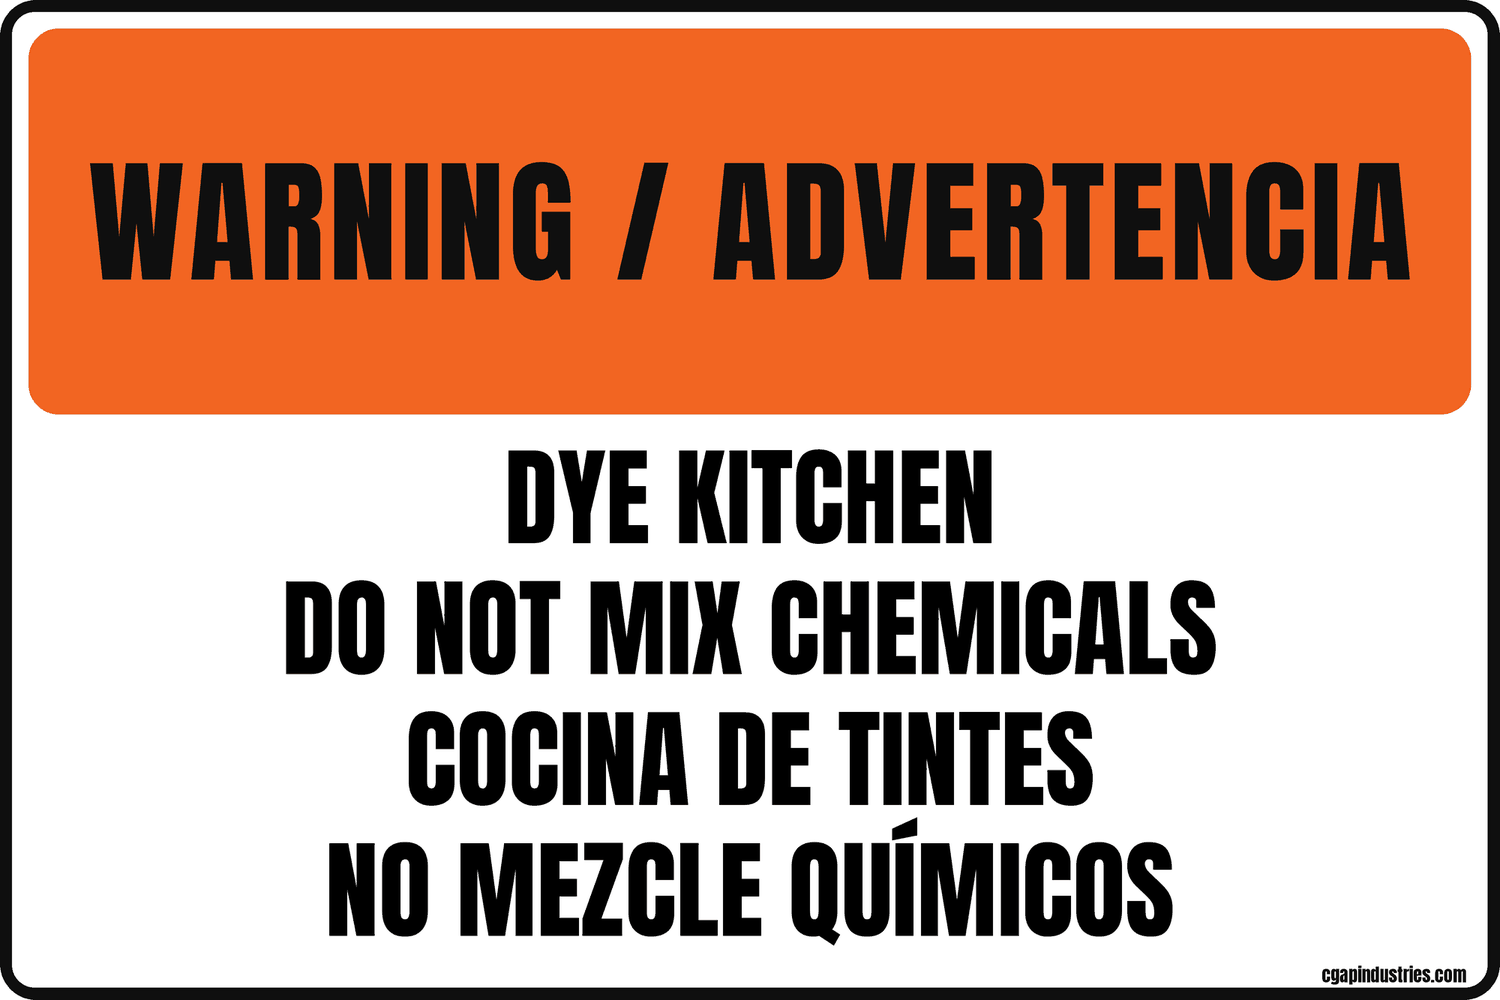 WARNING / ADVERTENCIA
DYE KITCHEN
DO NOT MIX CHEMICALS
COCINA DE TINTES
NO MEZCLE QUÍMICOS
cgapindustries.com